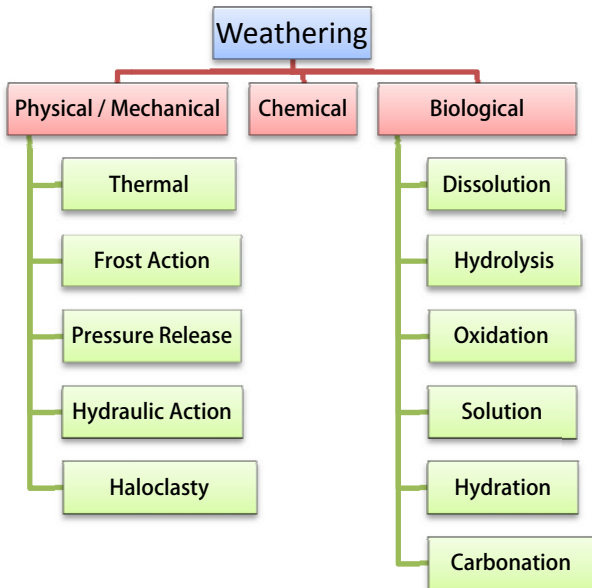 Weathering
Physical / Mechanical
Chemical
Biological
Thermal
Frost Action
Pressure Release
Hydraulic Action
Haloclasty
Dissolution
Hydrolysis
Oxidation
Solution
Hydration
Carbonation